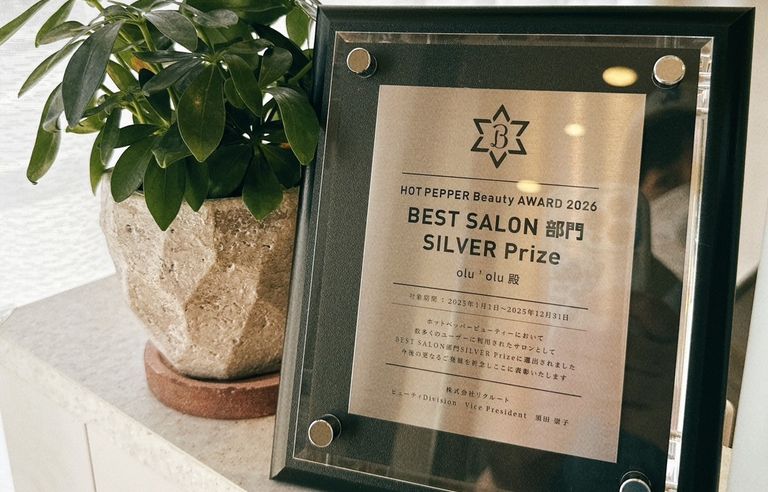 B
HOT PEPPER Beauty AWARD 2026
BEST SALON 部門
SILVER Prize
olu ' olu 殿
対象期間 : 2025年1月1日~2025年12月31日
ホットペッパービューティーにおいて
数多くのユーザーに利用されたサロンとして
BEST SALON部門SILVER Prizeに選出されました
今後の更なるご発展を祈念しここに表彰いたします
株式会社リクルート
ビューティDivision Vice President 須田 崇子